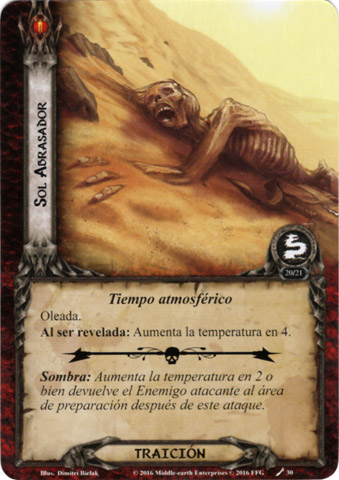 SOL ABRASADOR
20/21
Tiempo atmosférico
Oleada.
Al ser revelada: Aumenta la temperatura en 4.
Sombra: Aumenta la temperatura en 2 o
bien devuelve el Enemigo atacante al área
de preparación después de este ataque.
TRAICIÓN
Illus. Dimitri Bielak
© 2016 Middle-earth Enterprises © 2016 FFG
30